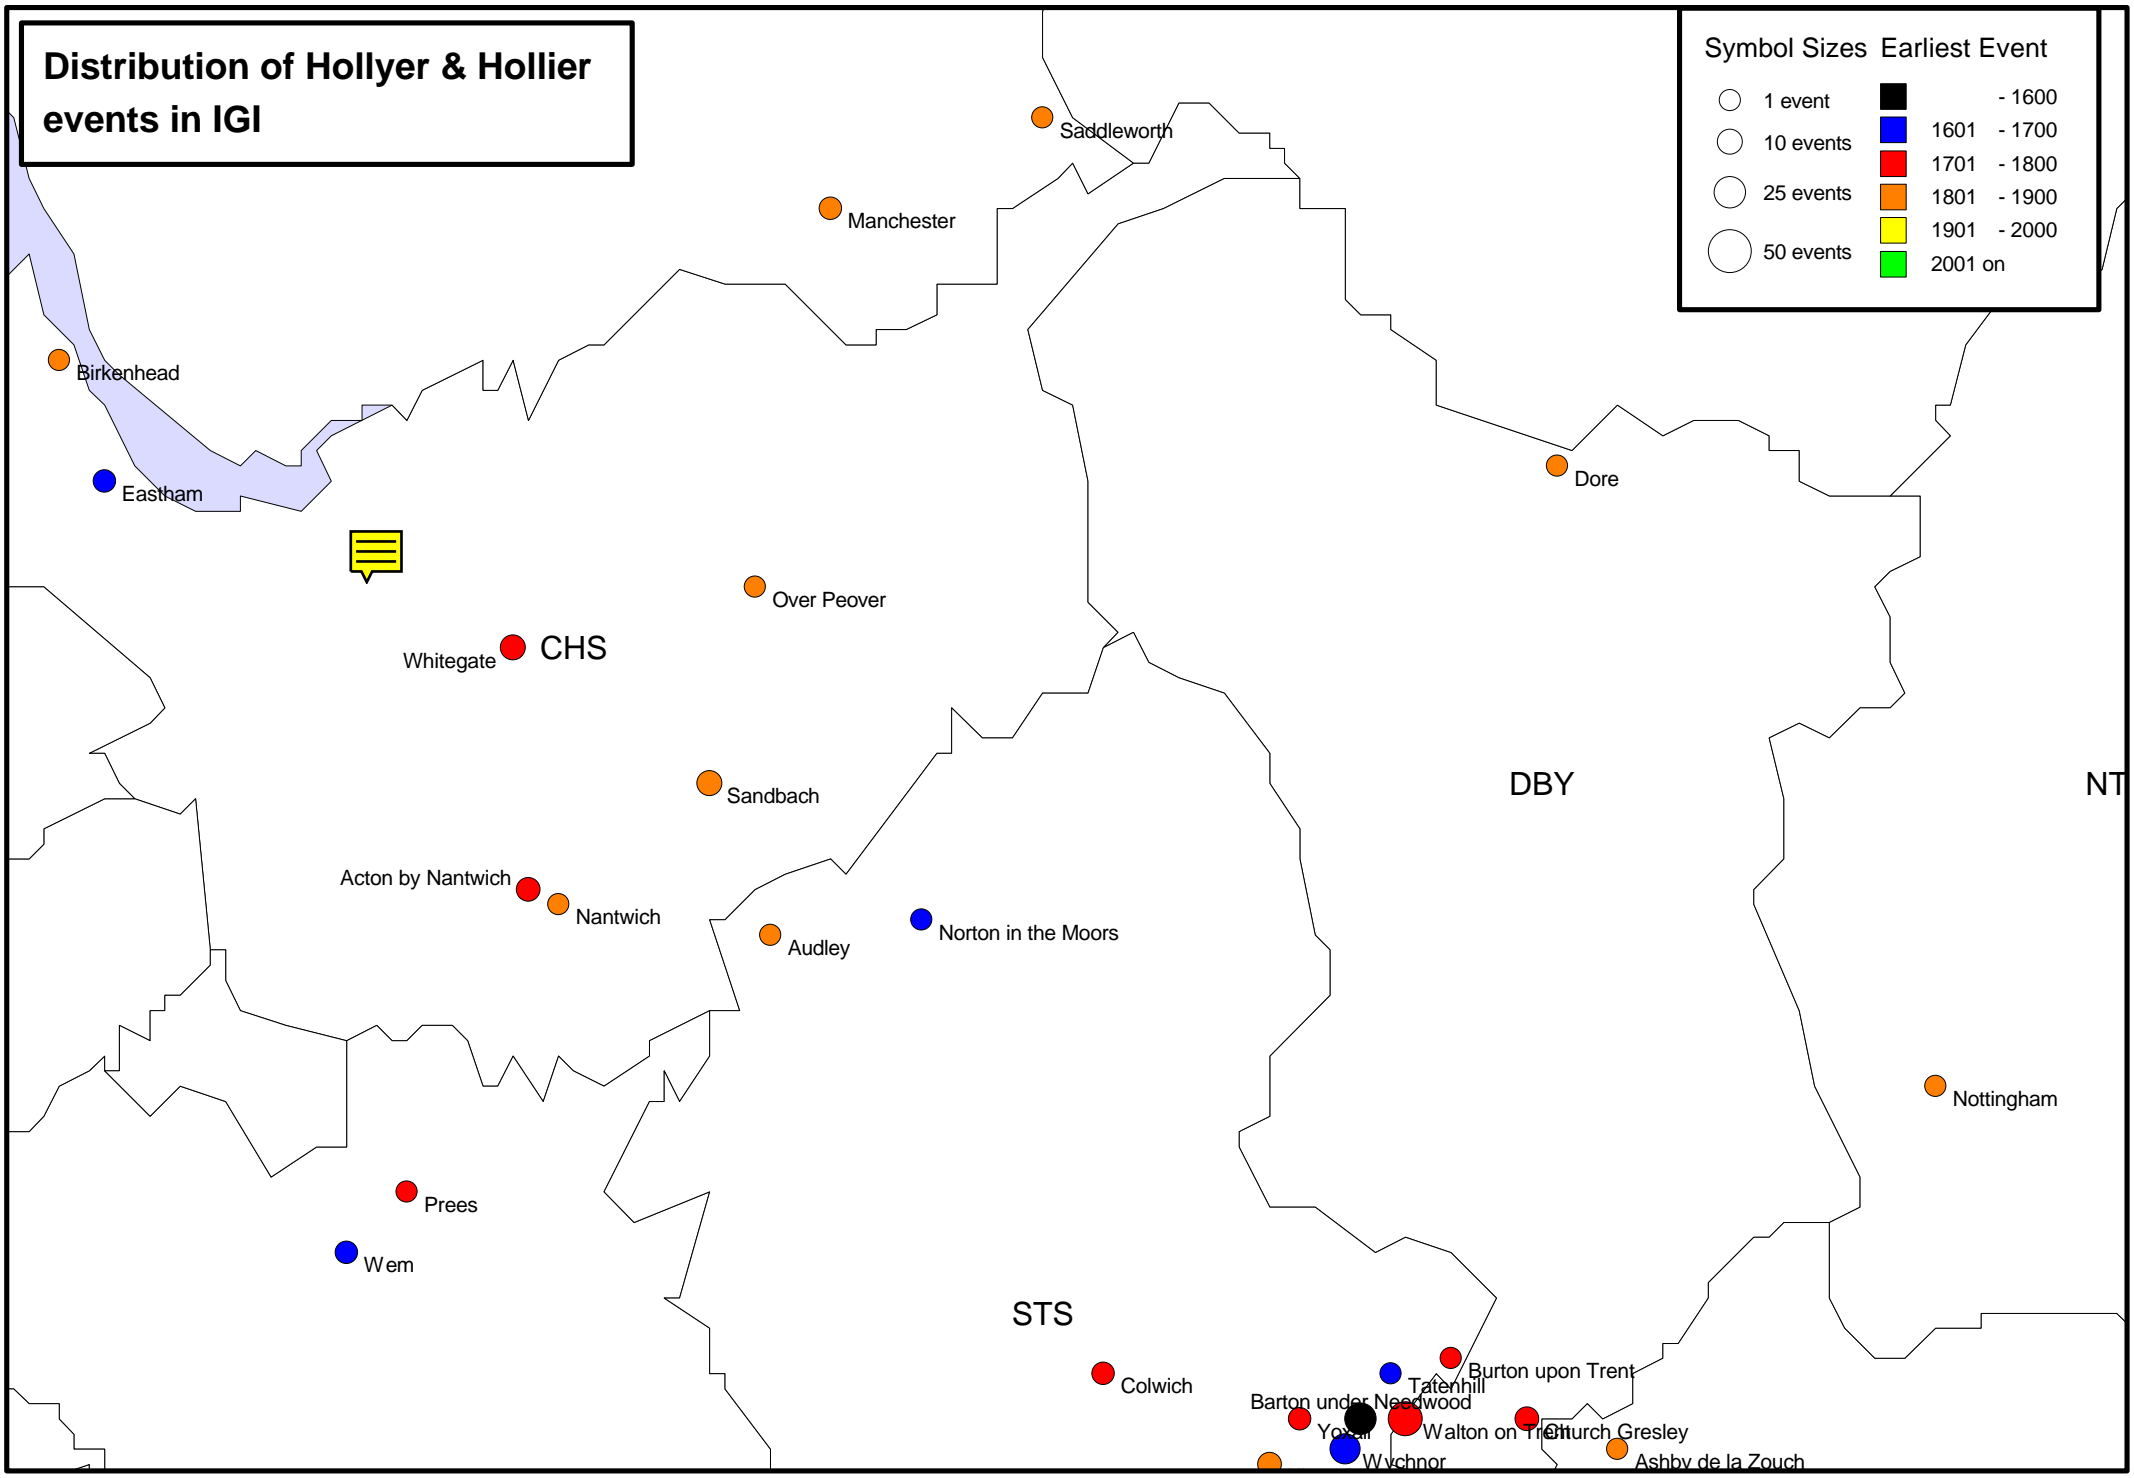 Distribution of Hollyer & Hollier
events in IGI
Symbol Sizes Earliest Event
1 event
10 events
25 events
50 events
- 1600
1601 - 1700
1701 - 1800
1801 - 1900
1901 - 2000
2001 on
Saddleworth
Manchester
Birkenhead
Eastham
Dore
Over Peover
Whitegate
CHS
Sandbach
DBY
NT
Acton by Nantwich
Nantwich
Audley
Norton in the Moors
Nottingham
Prees
Wem
STS
Colwich
Burton upon Trent
Tatenhill
Barton under Needwood
Yoxall
Walton on Trent
Church Gresley
Wychnor
Ashby de la Zouch